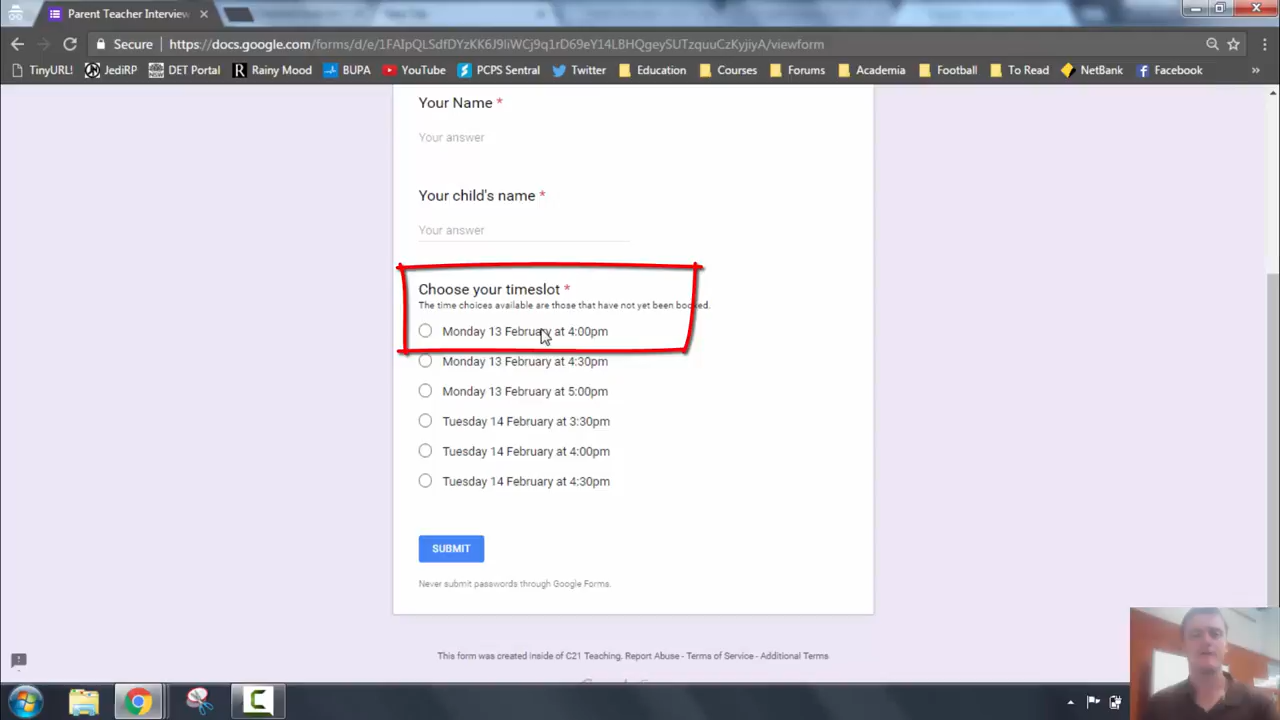 Parent Teacher Interview
Secure
https://docs.google.com/forms/d/e/1FAIpQLSdfDYzKK6J9liWCj9q1rD69eY14LBHQgeySUTzquuCzKyjiyA/viewform
TinyURL! JediRP DET Portal Rainy Mood BUPA YouTube PCPS Sentral Twitter Education Courses Forums Academia Football To Read NetBank Facebook »
Your Name *
Your answer
Your child's name *
Your answer
Choose your timeslot *
The time choices available are those that have not yet been booked.
Monday 13 February at 4:00pm
Monday 13 February at 4:30pm
Monday 13 February at 5:00pm
Tuesday 14 February at 3:30pm
Tuesday 14 February at 4:00pm
Tuesday 14 February at 4:30pm
SUBMIT
Never submit passwords through Google Forms.
This form was created inside of C21 Teaching. Report Abuse - Terms of Service - Additional Terms